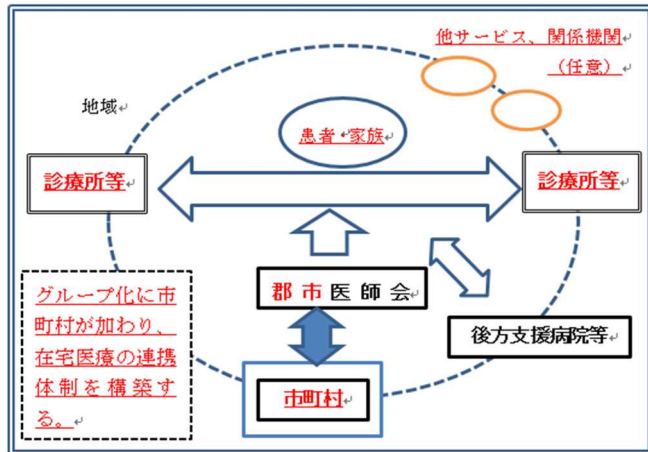 他サービス、関係機関
（任意）
地域
患者・家族
診療所等
診療所等
郡市医師会
グループ化に市
町村が加わり、
在宅医療の連携
体制を構築す
る。
後方支援病院等
市町村